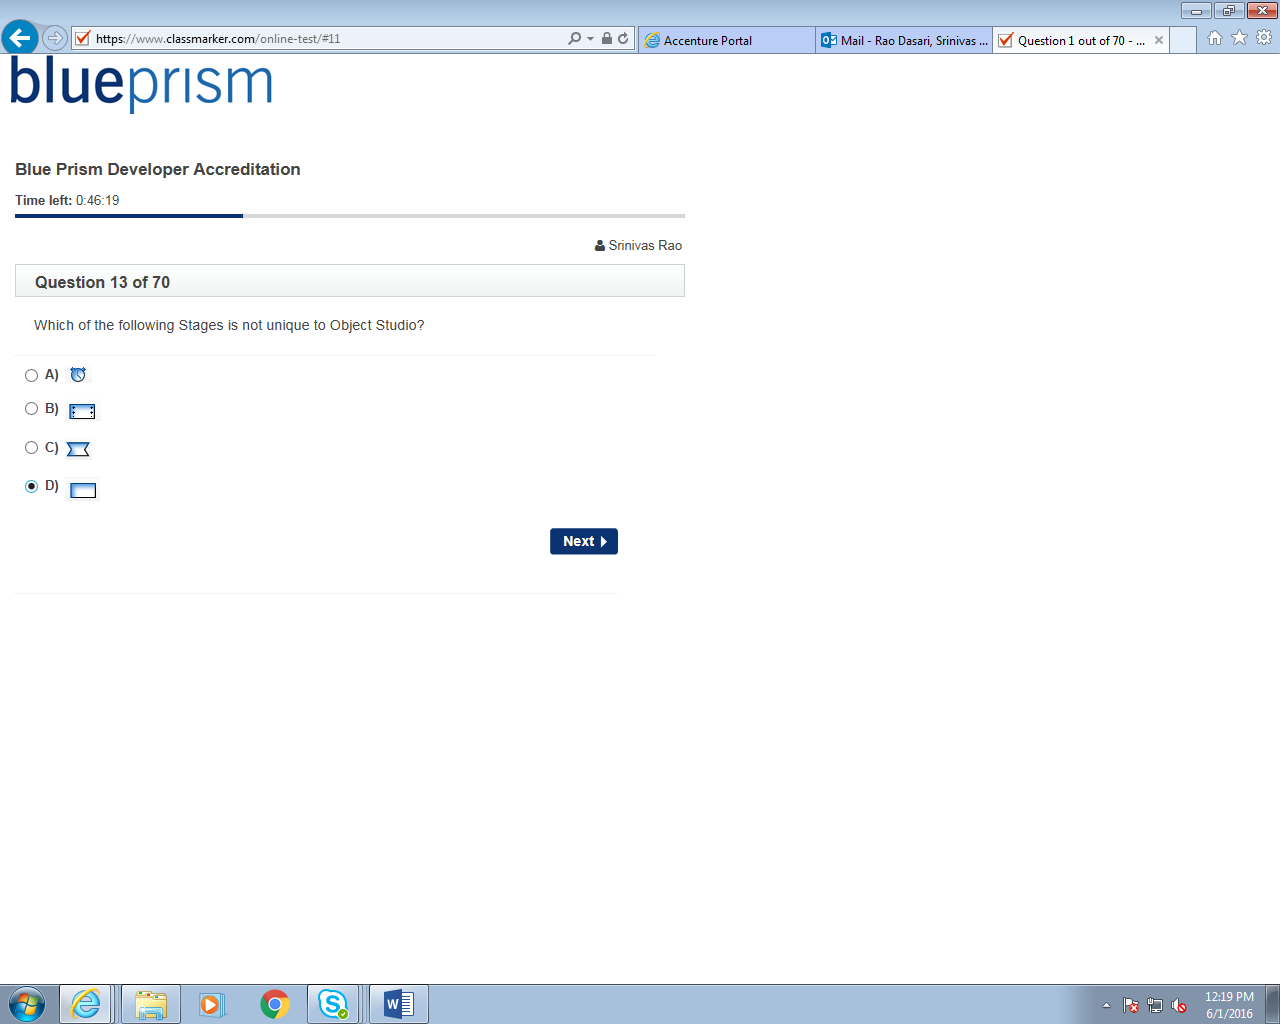 https://www.classmarker.com/online-test/#11
Accenture Portal
Mail - Rao Dasari, Srinivas ...
Question 1 out of 70 - ...
blueprism
Blue Prism Developer Accreditation
Time left: 0:46:19
Srinivas Rao
Question 13 of 70
Which of the following Stages is not unique to Object Studio?
A)
B)
C)
D)
Next
12:19 PM
6/1/2016